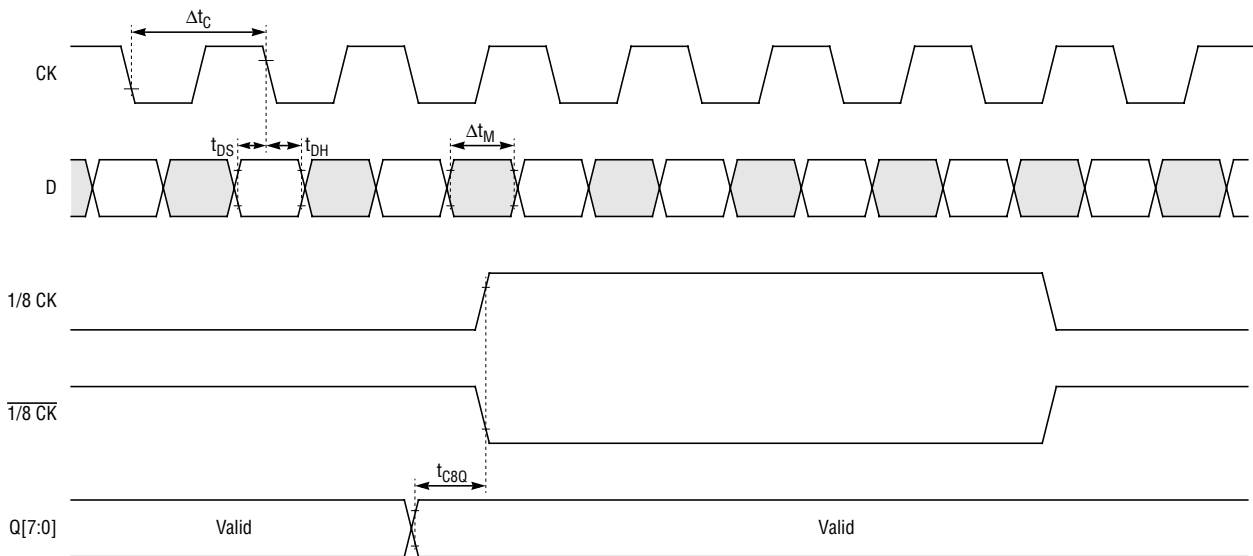 Δt_C
CK
t_DS
t_DH
Δt_M
D
1/8 CK
1/8 CK
t_C8Q
Q[7:0]
Valid
Valid